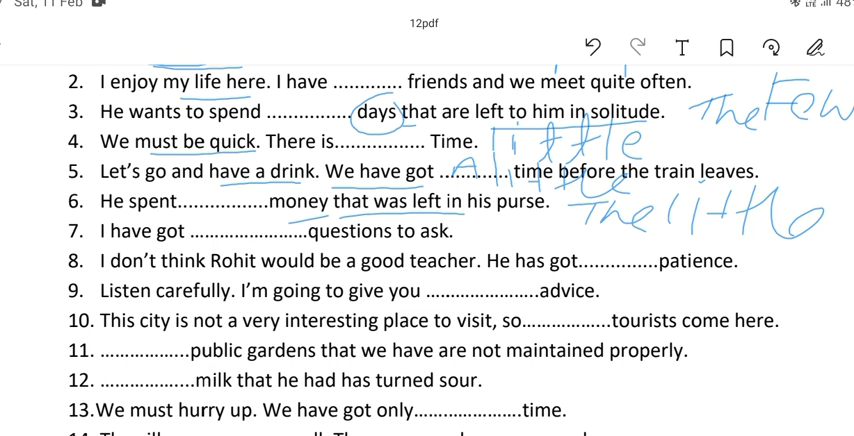 Sat, 11 Feb
LTE 48
12pdf
T
2. I enjoy my life here. I have ............. friends and we meet quite often.
3. He wants to spend ................ days that are left to him in solitude. The Few
4. We must be quick. There is................. Time. little
5. Let's go and have a drink. We have got ............. time before the train leaves. A little
6. He spent.................money that was left in his purse. The little
7. I have got ......................questions to ask.
8. I don't think Rohit would be a good teacher. He has got...............patience.
9. Listen carefully. I'm going to give you .....................advice.
10. This city is not a very interesting place to visit, so.................tourists come here.
11. .................public gardens that we have are not maintained properly.
12. ..................milk that he had has turned sour.
13.We must hurry up. We have got only....................time.